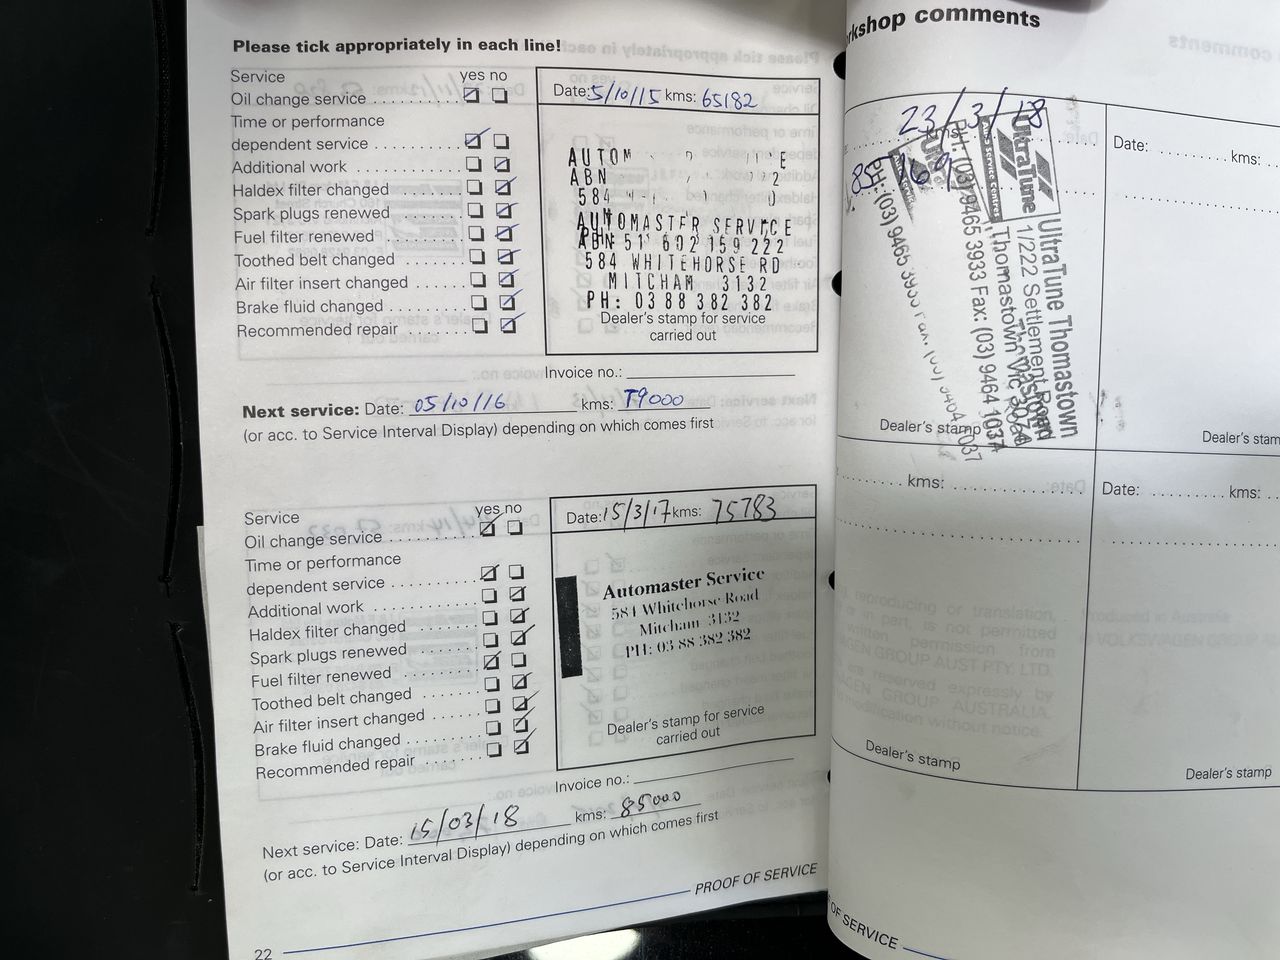 Please tick appropriately in each line!
Service yes no
Oil change service
Time or performance
dependent service
Additional work
Haldex filter changed
Spark plugs renewed
Fuel filter renewed
Toothed belt changed
Air filter insert changed
Brake fluid changed
Recommended repair
Date: 5/10/15 kms: 65182
AUTOM
ABN
584
AUTOMASTER SERVICE
ABN: 51 602 159 222
584 WHITEHORSE RD
MITCHAM 3132
PH: 03 88 382 382
Dealer's stamp for service
carried out
Invoice no.:
Next service: Date: 05/10/16 kms: T9000
(or acc. to Service Interval Display) depending on which comes first
Service yes no
Oil change service
Time or performance
dependent service
Additional work
Haldex filter changed
Spark plugs renewed
Fuel filter renewed
Toothed belt changed
Air filter insert changed
Brake fluid changed
Recommended repair
Date: 15/3/17 kms: 75783
Automaster Service
584 Whitehorse Road
Mitcham 3132
PH: 03 88 382 382
Dealer's stamp for service
carried out
Invoice no.:
Next service: Date: 15/03/18 kms: 85000
(or acc. to Service Interval Display) depending on which comes first
PROOF OF SERVICE
22
rkshop comments
23/3/18
kms:
UltraTune
UltraTune Thomastown
1/222 Settlement Road
Thomastown Vic 3074
PH: (03) 9465 3933 Fax: (03) 9464 1037
Dealer's stamp
Date: kms:
Dealer's stam
kms:
Date: kms:
Dealer's stamp
Dealer's stamp
OF SERVICE